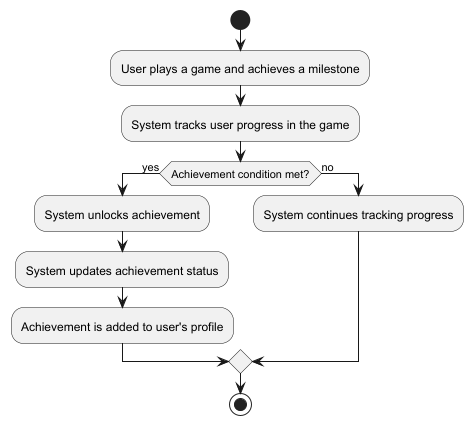 User plays a game and achieves a milestone
System tracks user progress in the game
yes
Achievement condition met?
no
System unlocks achievement
System continues tracking progress
System updates achievement status
Achievement is added to user's profile